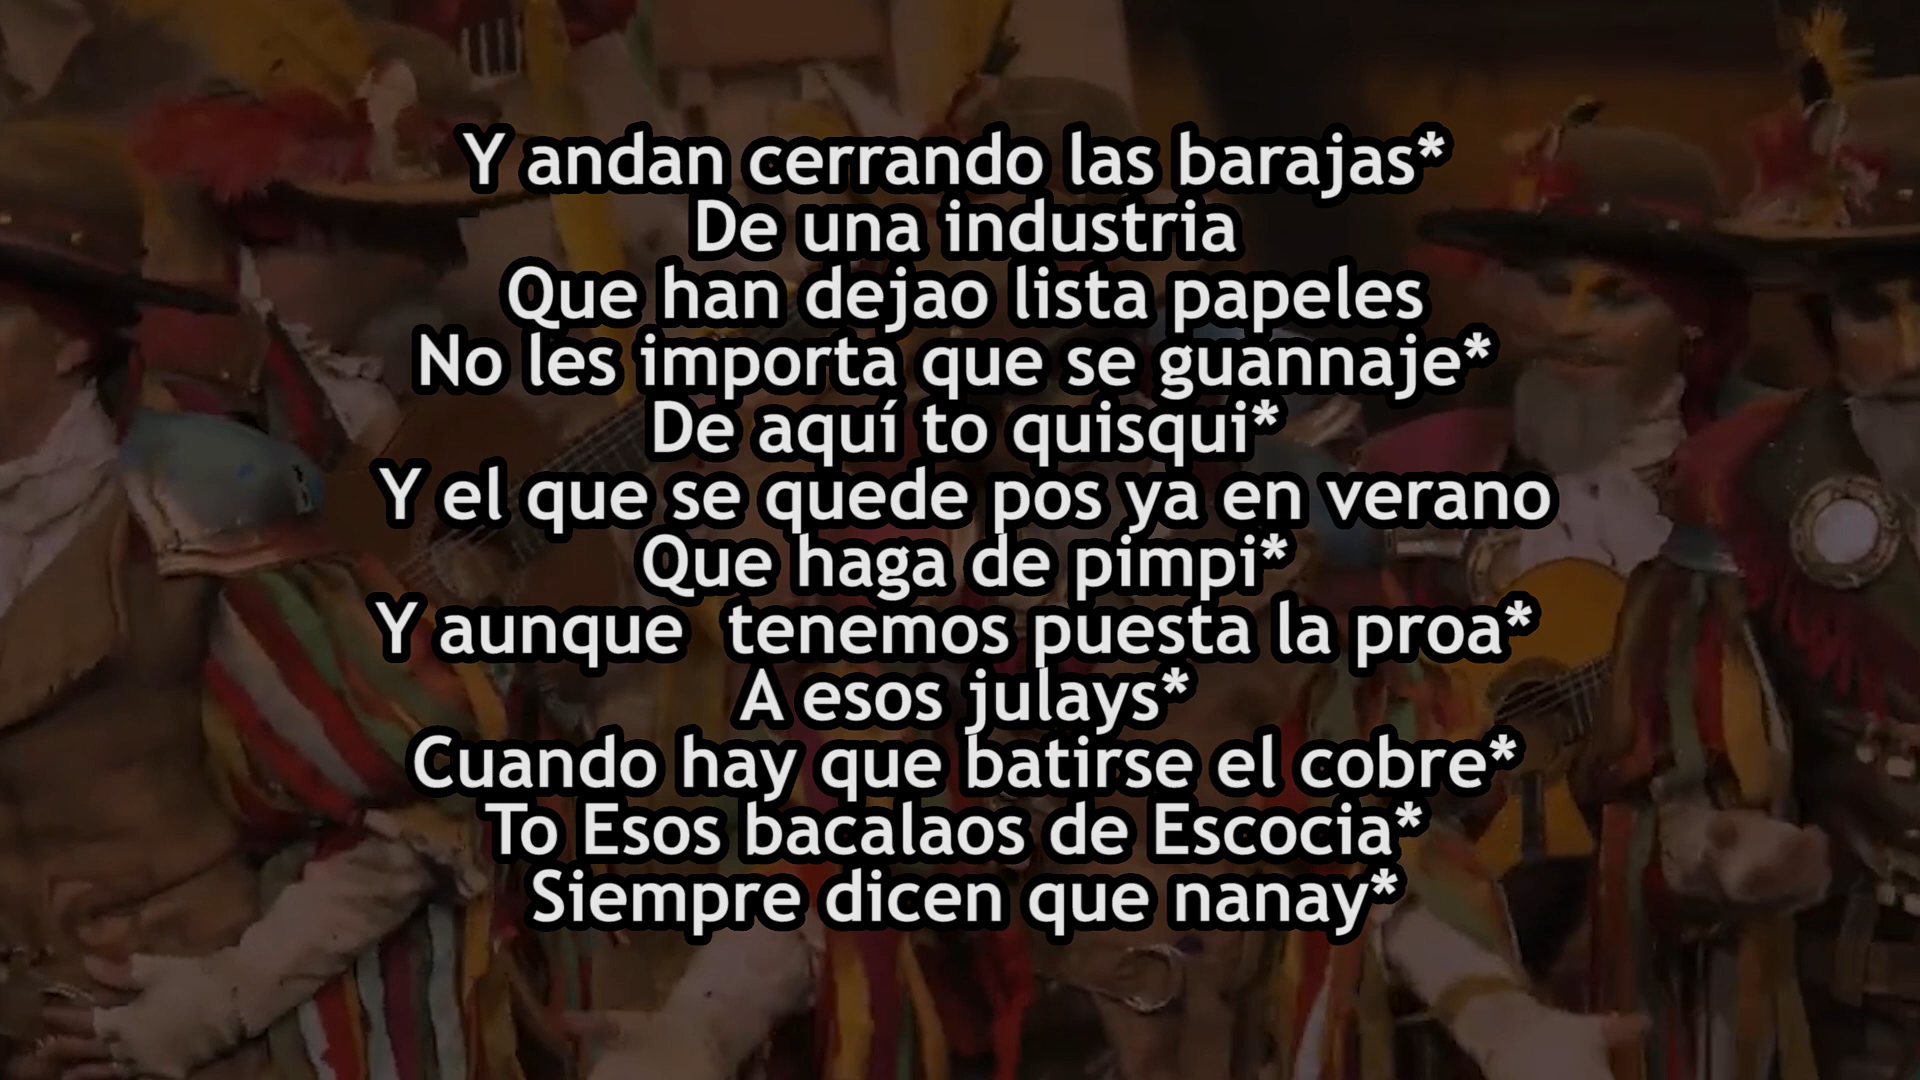 Y andan cerrando las barajas*
De una industria
Que han dejao lista papeles
No les importa que se guannaje*
De aquí to quisqui*
Y el que se quede pos ya en verano
Que haga de pimpi*
Y aunque  tenemos puesta la proa*
A esos julays*
Cuando hay que batirse el cobre*
To Esos bacalaos de Escocia*
Siempre dicen que nanay*